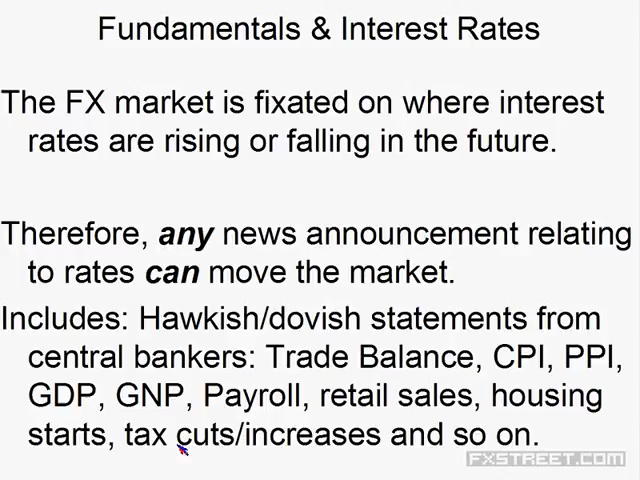 Fundamentals & Interest Rates
The FX market is fixated on where interest
rates are rising or falling in the future.
Therefore, any news announcement relating
to rates can move the market.
Includes: Hawkish/dovish statements from
central bankers: Trade Balance, CPI, PPI,
GDP, GNP, Payroll, retail sales, housing
starts, tax cuts/increases and so on.
FXSTREET.COM